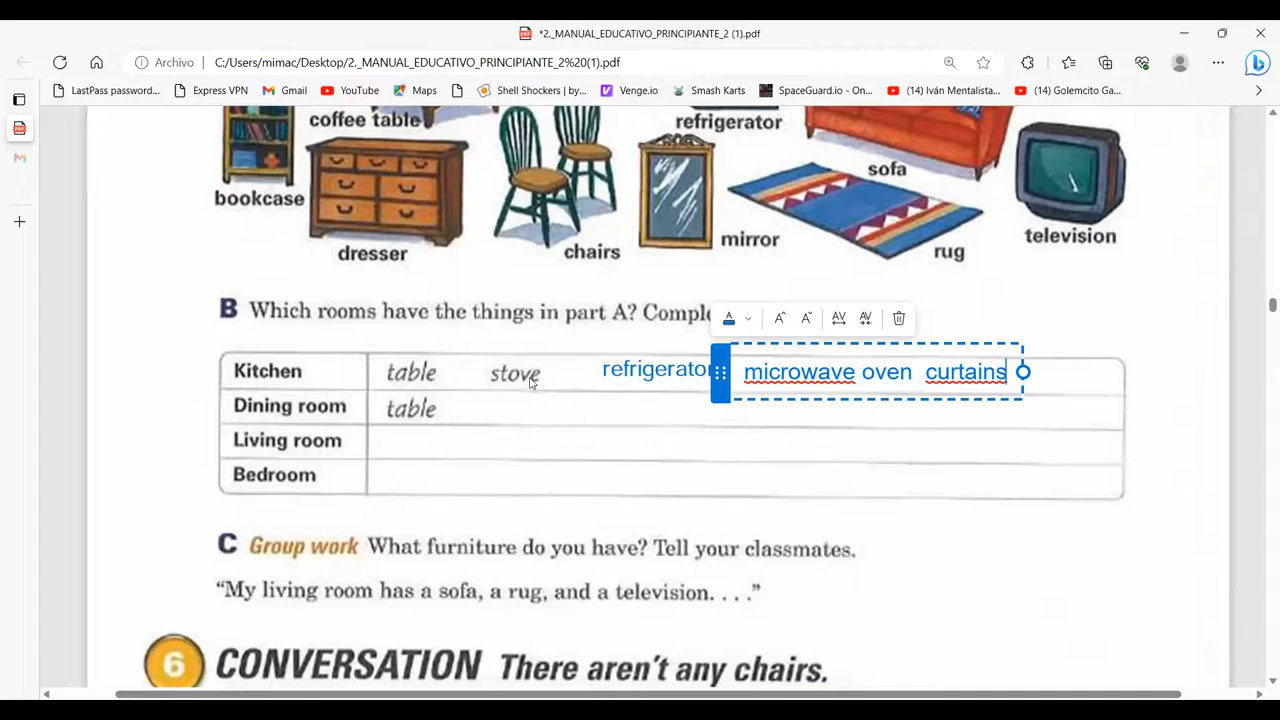 *2._MANUAL_EDUCATIVO_PRINCIPIANTE_2 (1).pdf
Archivo C:/Users/mimac/Desktop/2._MANUAL_EDUCATIVO_PRINCIPIANTE_2%20(1).pdf
LastPass password... Express VPN Gmail YouTube Maps Shell Shockers | by... Venge.io Smash Karts SpaceGuard.io - On... (14) Iván Mentalista... (14) Golemcito Ga...
coffee table
refrigerator
sofa
bookcase
dresser
chairs
mirror
rug
television
B Which rooms have the things in part A? Comple
Kitchen table stove refrigerator microwave oven curtains
Dining room table
Living room
Bedroom
C Group work What furniture do you have? Tell your classmates.
“My living room has a sofa, a rug, and a television. . . .”
6 CONVERSATION There aren't any chairs.